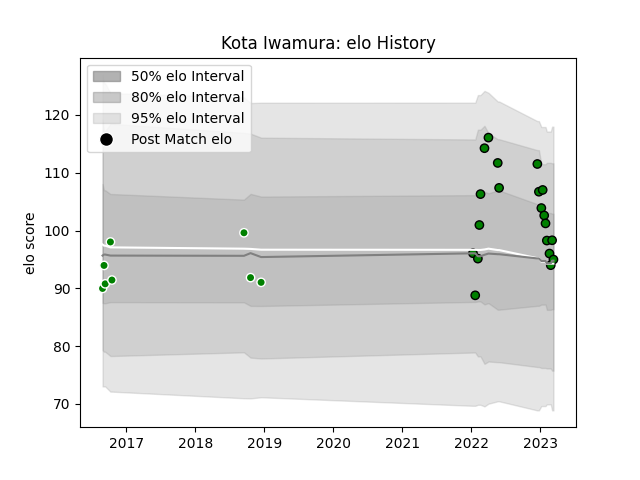 Kota Iwamura: elo History
50% elo Interval
80% elo Interval
95% elo Interval
Post Match elo
elo score
120
110
100
90
80
70
2017
2018
2019
2020
2021
2022
2023